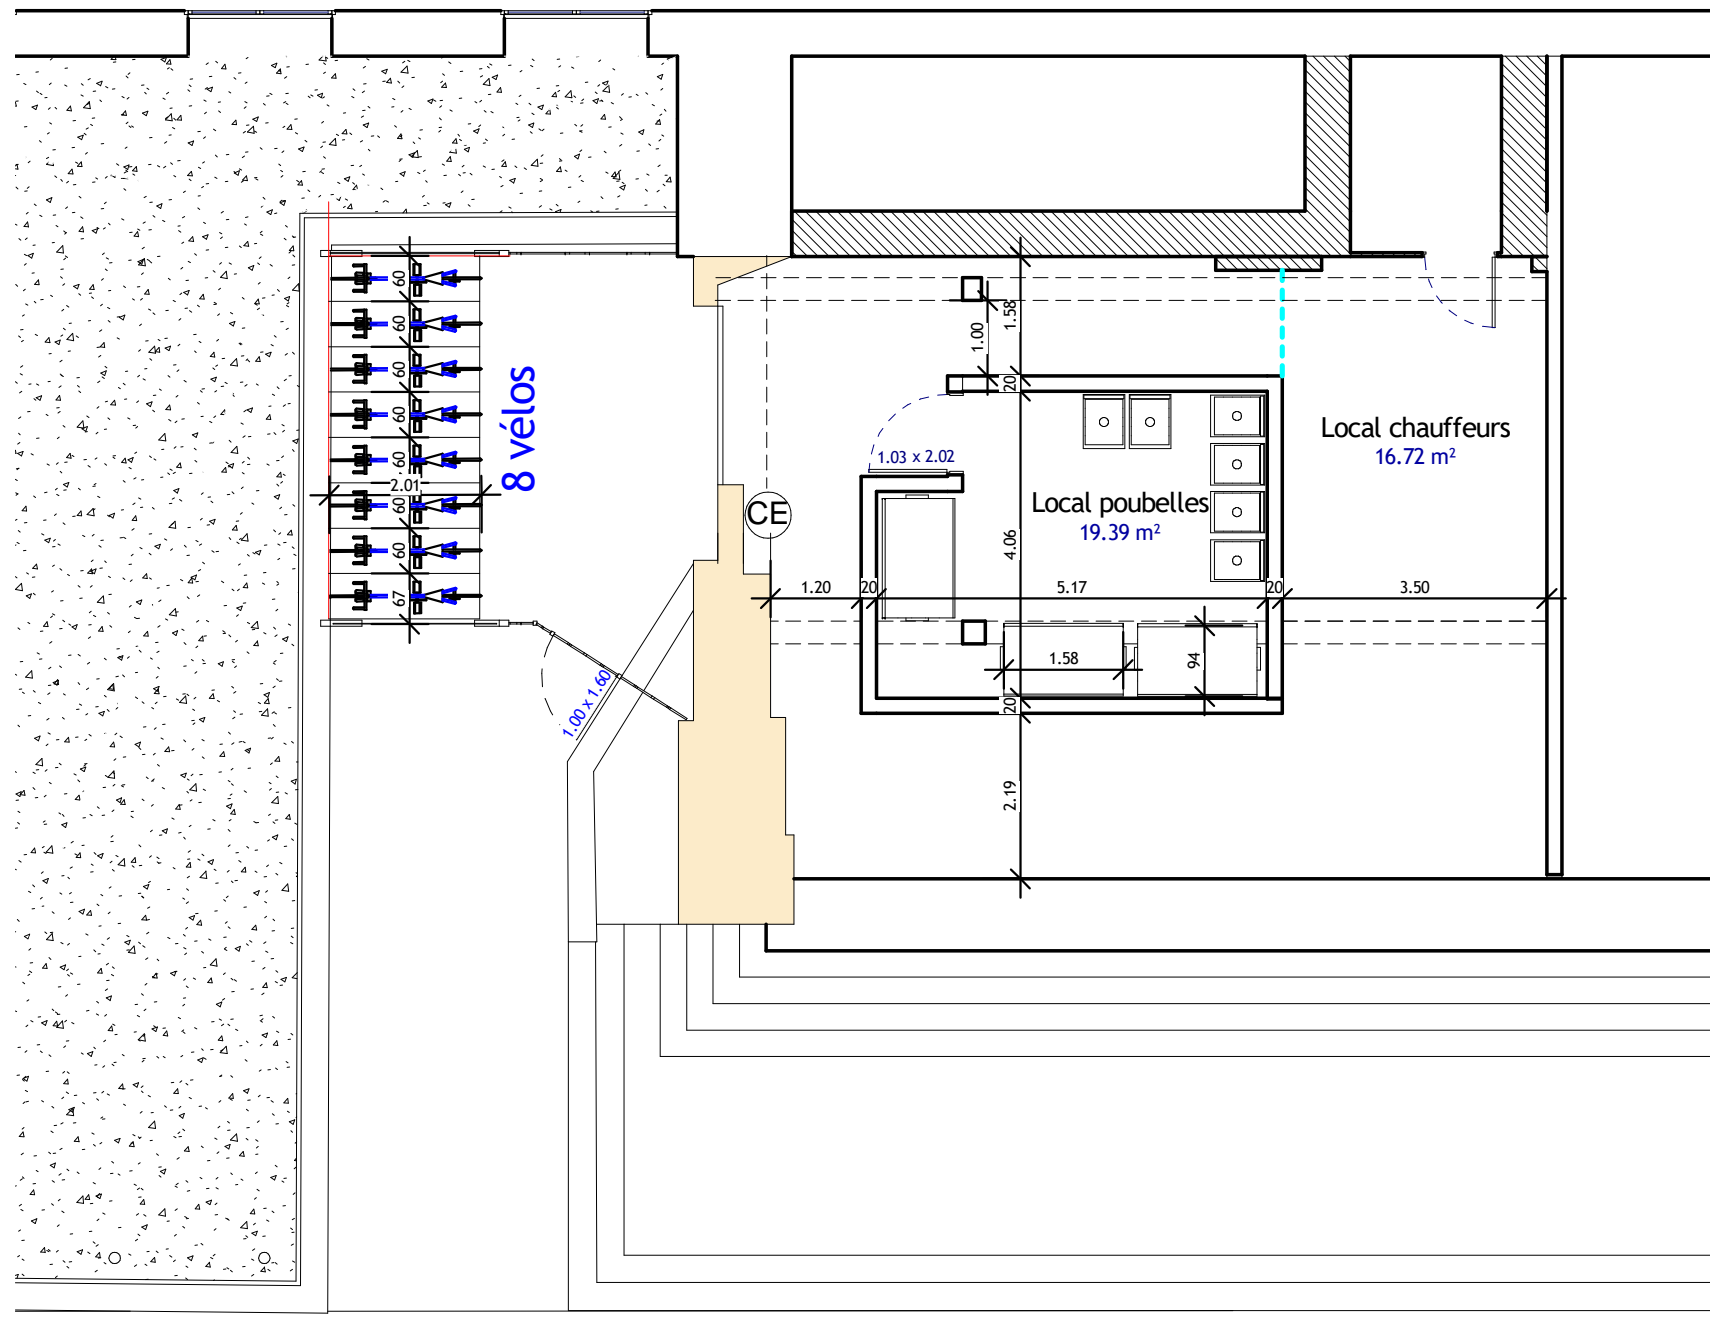 60
60
60
60
60
60
60
67
2.01
8 vélos
1.00 x 1.60
CE
1.58
1.00
20
1.03 x 2.02
Local poubelles
19.39 m²
Local chauffeurs
16.72 m²
4.06
1.20
20
5.17
20
3.50
1.58
94
20
2.19